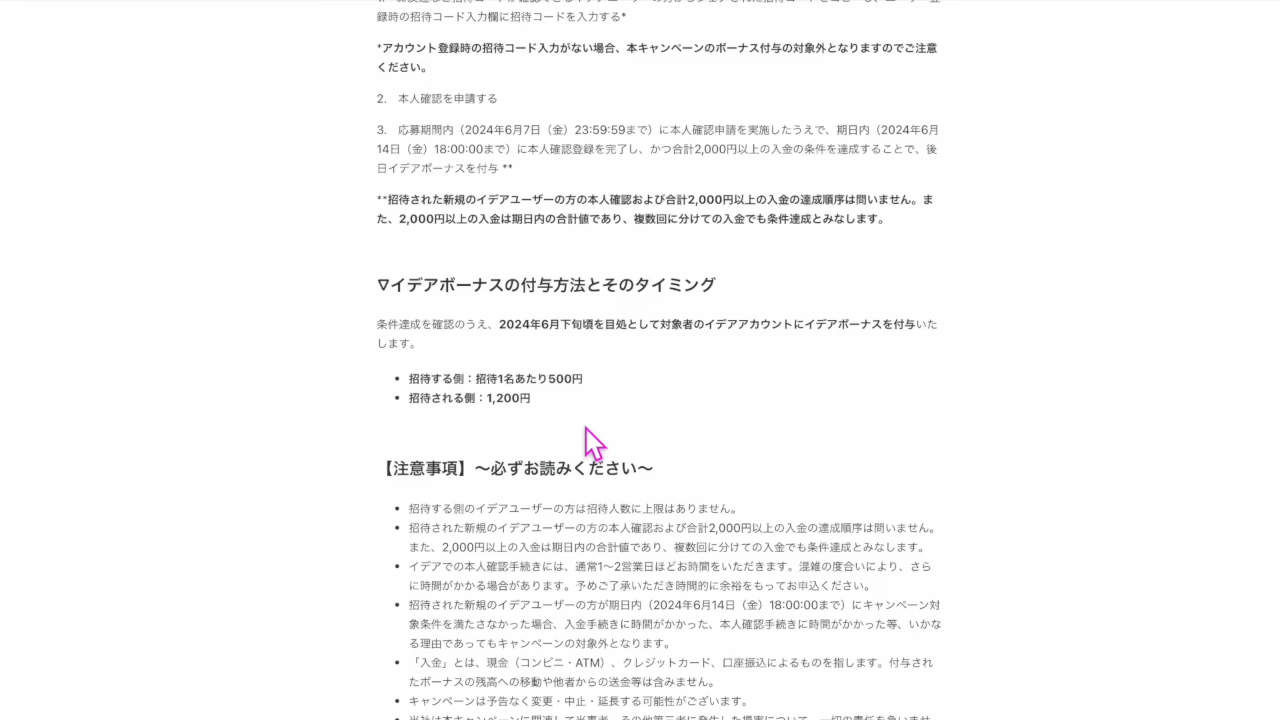 録時の招待コード入力欄に招待コードを入力する*
*アカウント登録時の招待コード入力がない場合、本キャンペーンのボーナス付与の対象外となりますのでご注意
ください。
2. 本人確認を申請する
3. 応募期間内（2024年6月7日（金）23:59:59まで）に本人確認申請を実施したうえで、期日内（2024年6月
14日（金）18:00:00まで）に本人確認登録を完了し、かつ合計2,000円以上の入金の条件を達成することで、後
日イデアボーナスを付与 **
**招待された新規のイデアユーザーの方の本人確認および合計2,000円以上の入金の達成順序は問いません。ま
た、2,000円以上の入金は期日内の合計値であり、複数回に分けての入金でも条件達成とみなします。
∇イデアボーナスの付与方法とそのタイミング
条件達成を確認のうえ、2024年6月下旬頃を目処として対象者のイデアアカウントにイデアボーナスを付与いた
します。
• 招待する側：招待1名あたり500円
• 招待される側：1,200円
【注意事項】〜必ずお読みください〜
• 招待する側のイデアユーザーの方は招待人数に上限はありません。
• 招待された新規のイデアユーザーの方の本人確認および合計2,000円以上の入金の達成順序は問いません。
また、2,000円以上の入金は期日内の合計値であり、複数回に分けての入金でも条件達成とみなします。
• イデアでの本人確認手続きには、通常1〜2営業日ほどお時間をいただきます。混雑の度合いにより、さら
に時間がかかる場合があります。予めご了承いただき時間的に余裕をもってお申込ください。
• 招待された新規のイデアユーザーの方が期日内（2024年6月14日（金）18:00:00まで）にキャンペーン対
象条件を満たさなかった場合、入金手続きに時間がかかった、本人確認手続きに時間がかかった等、いかな
る理由であってもキャンペーンの対象外となります。
• 「入金」とは、現金（コンビニ・ATM）、クレジットカード、口座振込によるものを指します。付与され
たボーナスの残高への移動や他者からの送金等は含みません。
• キャンペーンは予告なく変更・中止・延長する可能性がございます。